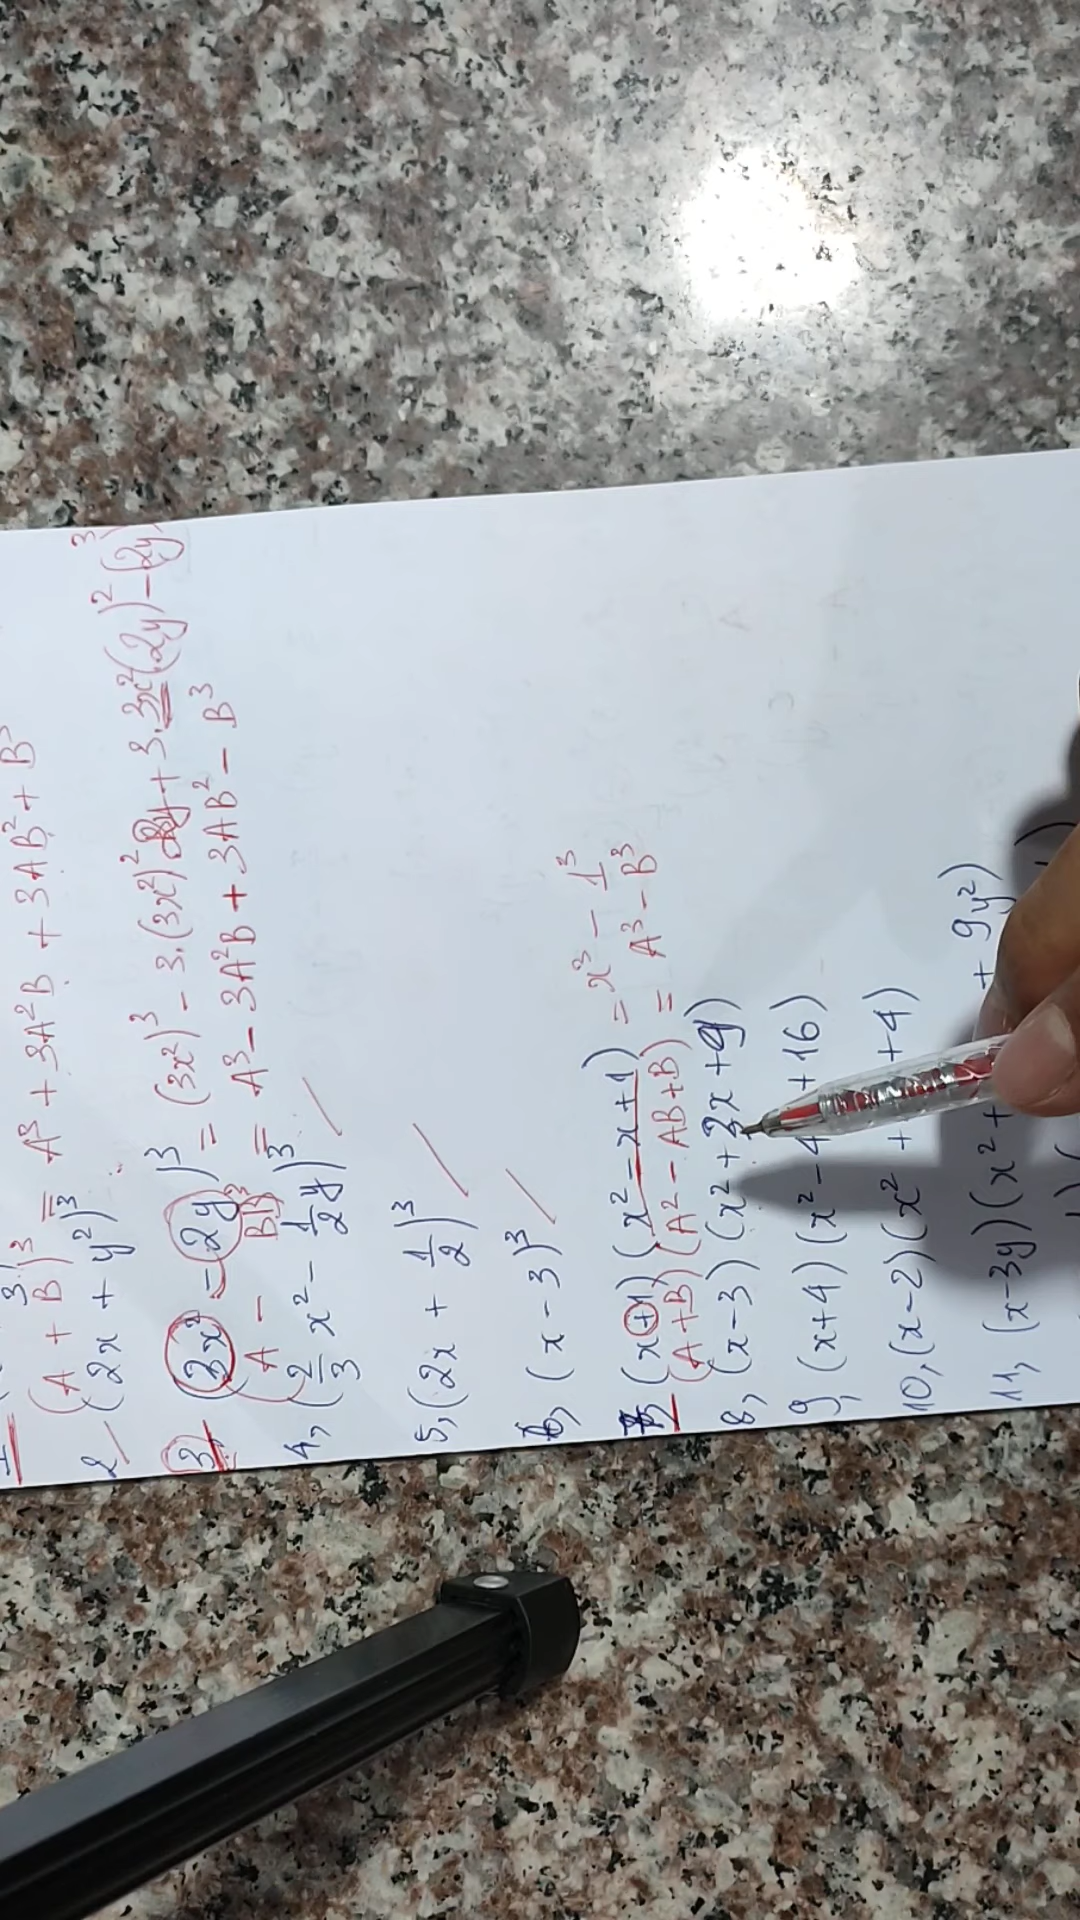 (A + B)³ = A³ + 3A²B + 3AB² + B³
2, (2x + y²)³
3, (3x² - 2y)³ = (3x²)³ - 3.(3x²)² 2y + 3.3x²(2y)² - (2y)³
(A - B)³ = A³ - 3A²B + 3AB² - B³
4, (2/3 x² - 1/2 y)³
5, (2x + 1/2)³
6, (x - 3)³
7, (x+1)(x² - x + 1) = x³ - 1³
(A+B)(A² - AB + B) = A³ - B³
8, (x-3)(x² + 3x + 9)
9, (x+4)(x² - 4 + 16)
10, (x-2)(x² + + 4)
11, (x-3y)(x² + + 9y²)